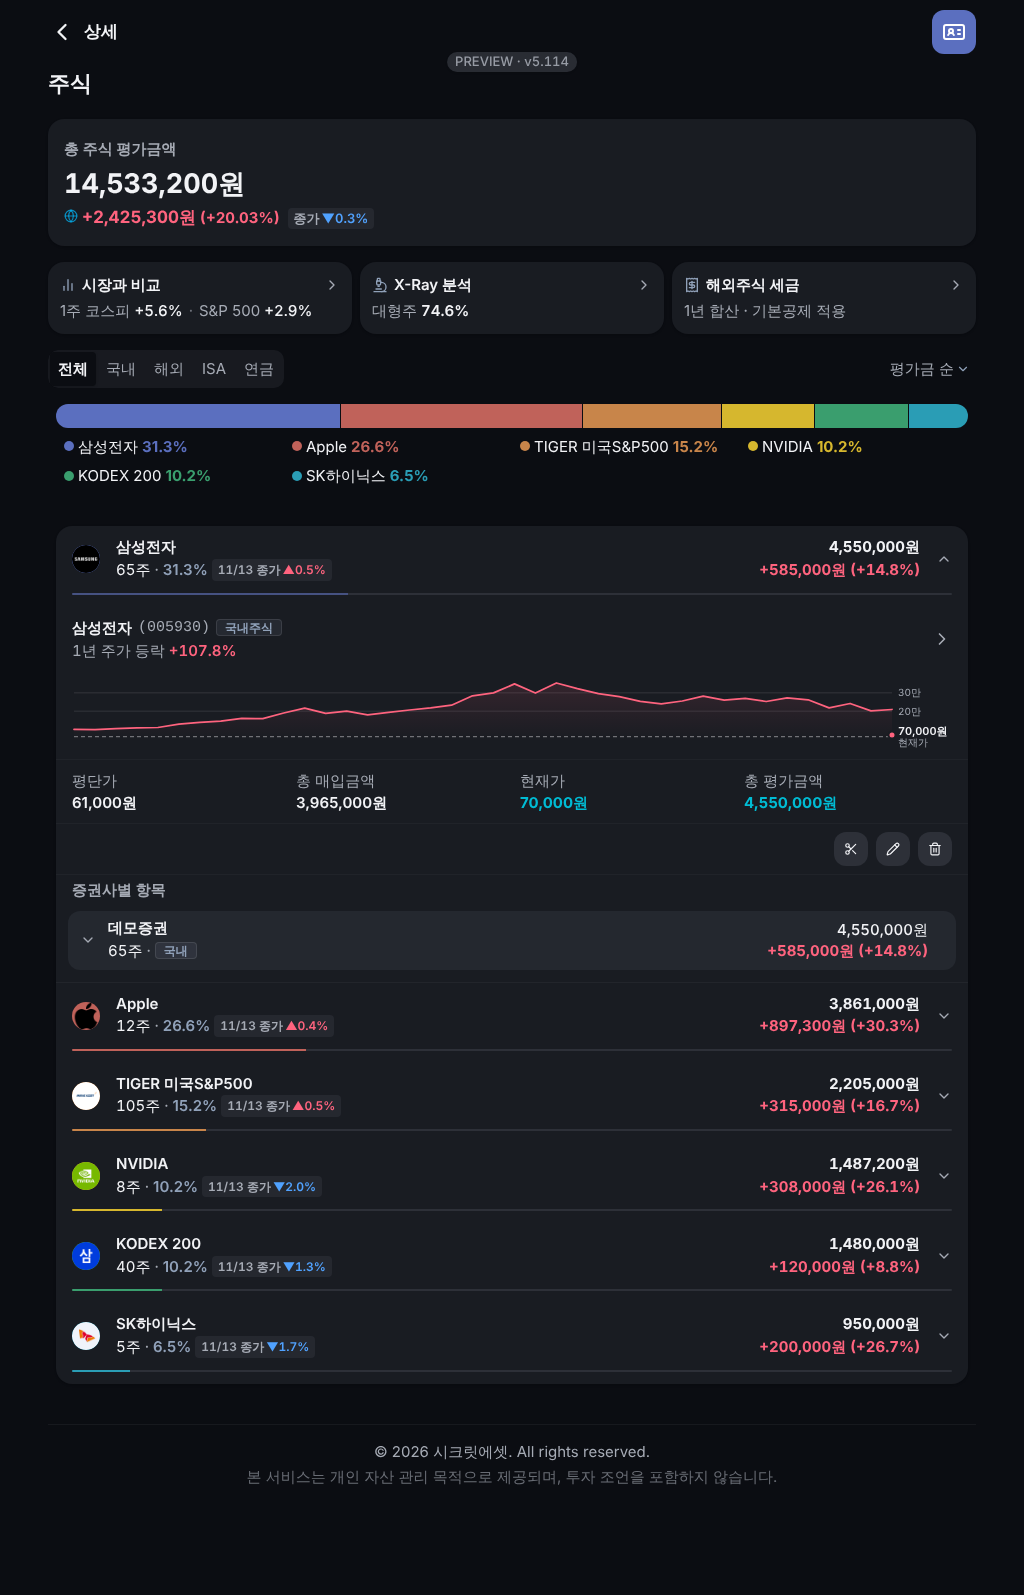 상세
PREVIEW · v5.114
주식
총 주식 평가금액
14,533,200원
+2,425,300원 (+20.03%) 종가 ▼0.3%
시장과 비교
1주 코스피 +5.6% · S&P 500 +2.9%
X-Ray 분석
대형주 74.6%
해외주식 세금
1년 합산 · 기본공제 적용
전체 국내 해외 ISA 연금
평가금 순
삼성전자 31.3% Apple 26.6% TIGER 미국S&P500 15.2% NVIDIA 10.2%
KODEX 200 10.2% SK하이닉스 6.5%
SAMSUNG
삼성전자 4,550,000원
65주 · 31.3% 11/13 종가 ▲0.5% +585,000원 (+14.8%)
삼성전자 (005930) 국내주식
1년 주가 등락 +107.8%
30만
20만
70,000원
현재가
평단가 총 매입금액 현재가 총 평가금액
61,000원 3,965,000원 70,000원 4,550,000원
증권사별 항목
데모증권 4,550,000원
65주 · 국내 +585,000원 (+14.8%)
Apple 3,861,000원
12주 · 26.6% 11/13 종가 ▲0.4% +897,300원 (+30.3%)
TIGER 미국S&P500 2,205,000원
105주 · 15.2% 11/13 종가 ▲0.5% +315,000원 (+16.7%)
NVIDIA 1,487,200원
8주 · 10.2% 11/13 종가 ▼2.0% +308,000원 (+26.1%)
삼
KODEX 200 1,480,000원
40주 · 10.2% 11/13 종가 ▼1.3% +120,000원 (+8.8%)
SK하이닉스 950,000원
5주 · 6.5% 11/13 종가 ▼1.7% +200,000원 (+26.7%)
© 2026 시크릿에셋. All rights reserved.
본 서비스는 개인 자산 관리 목적으로 제공되며, 투자 조언을 포함하지 않습니다.